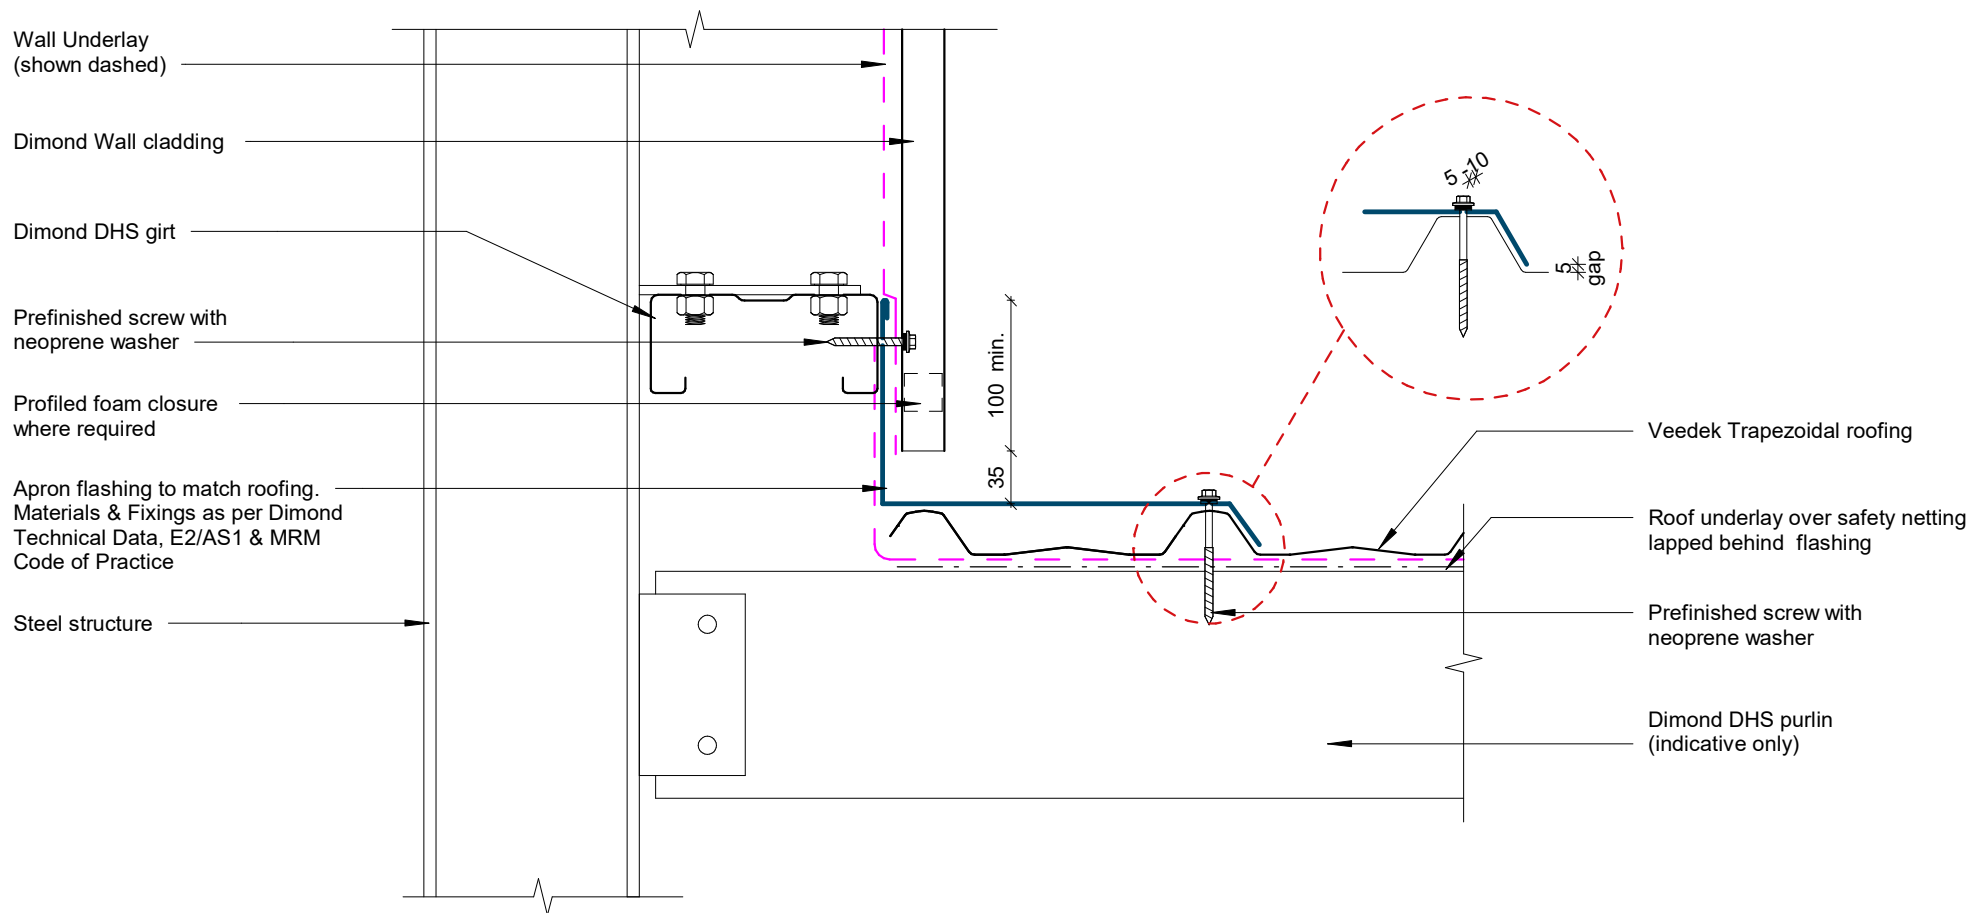 Wall Underlay
(shown dashed)
Dimond Wall cladding
Dimond DHS girt
Prefinished screw with
neoprene washer
Profiled foam closure
where required
Apron flashing to match roofing.
Materials & Fixings as per Dimond
Technical Data, E2/AS1 & MRM
Code of Practice
Steel structure
100 min.
35
5 -10
5
gap
Veedek Trapezoidal roofing
Roof underlay over safety netting
lapped behind flashing
Prefinished screw with
neoprene washer
Dimond DHS purlin
(indicative only)